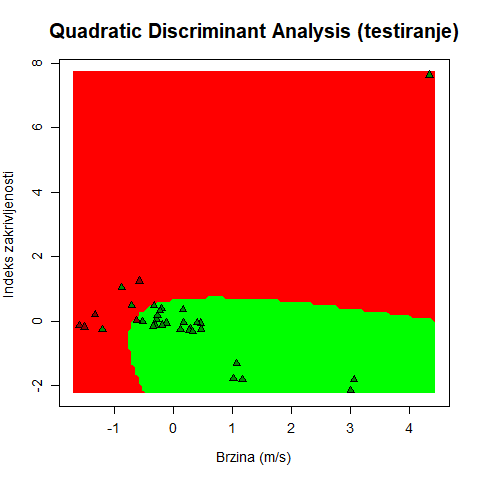 Quadratic Discriminant Analysis (testiranje)
Indeks zakrivljenosti
8
6
4
2
0
-2
-1 0 1 2 3 4
Brzina (m/s)